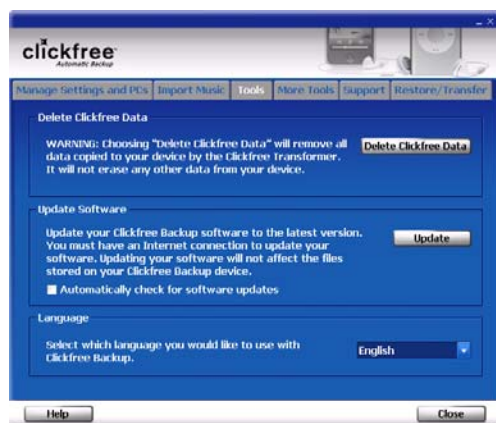 clickfree
Automatic Backup
Manage Settings and PCs Import Music Tools More Tools Support Restore/Transfer
Delete Clickfree Data
WARNING: Choosing "Delete Clickfree Data" will remove all
data copied to your device by the Clickfree Transformer.
It will not erase any other data from your device.
Delete Clickfree Data
Update Software
Update your Clickfree Backup software to the latest version.
You must have an Internet connection to update your
software. Updating your software will not affect the files
stored on your Clickfree Backup device.
Update
Automatically check for software updates
Language
Select which language you would like to use with
Clickfree Backup.
English
Help Close